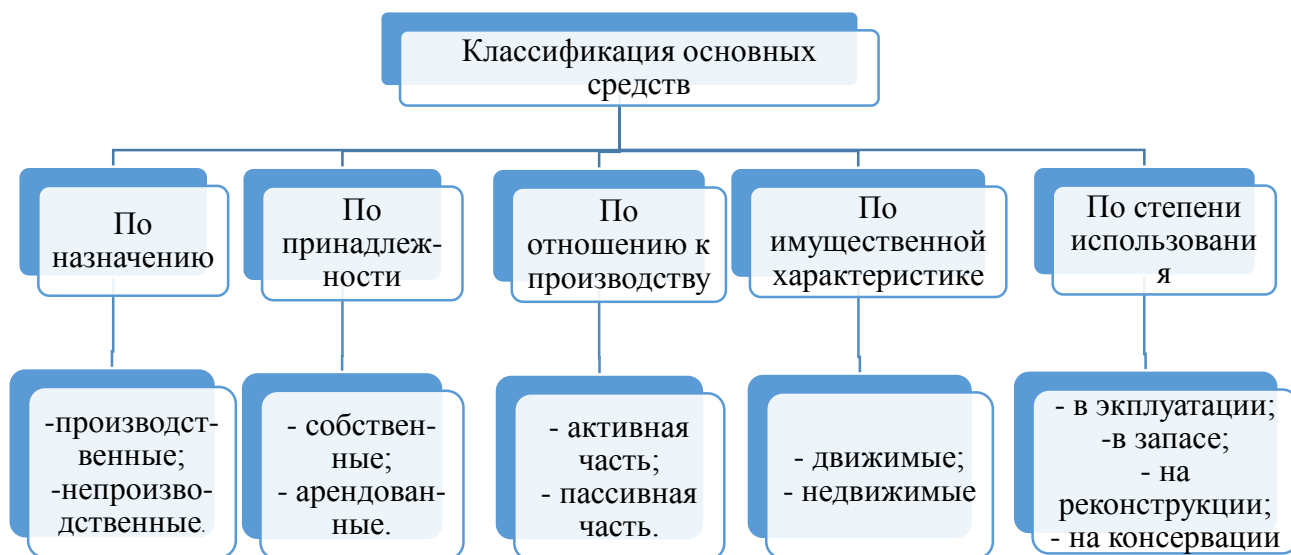 Классификация основных
средств
По
назначению
По
принадлеж-
ности
По
отношению к
производству
По
имущественной
характеристике
По степени
использовани
я
-производст-
венные;
-непроизво-
дственные.
- собствен-
ные;
- арендован-
ные.
- активная
часть;
- пассивная
часть.
- движимые;
- недвижимые
- в экплуатации;
-в запасе;
- на
реконструкции;
- на консервации